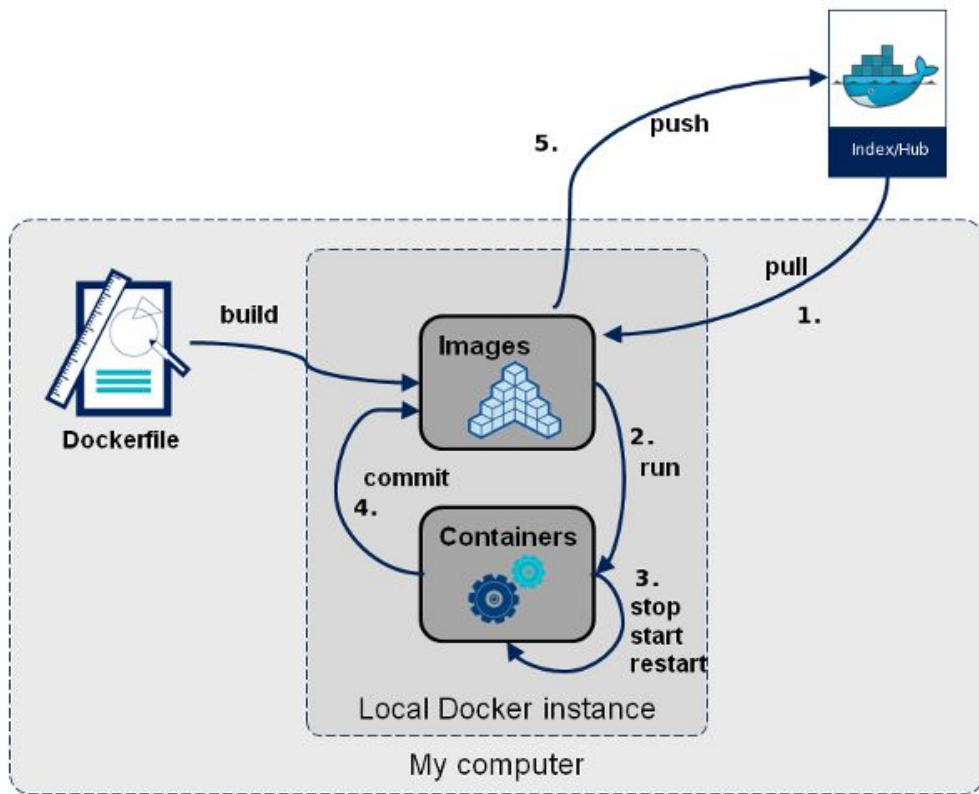 push
5.
Index/Hub
pull
1.
build
Images
Dockerfile
2.
run
commit
4.
Containers
3.
stop
start
restart
Local Docker instance
My computer